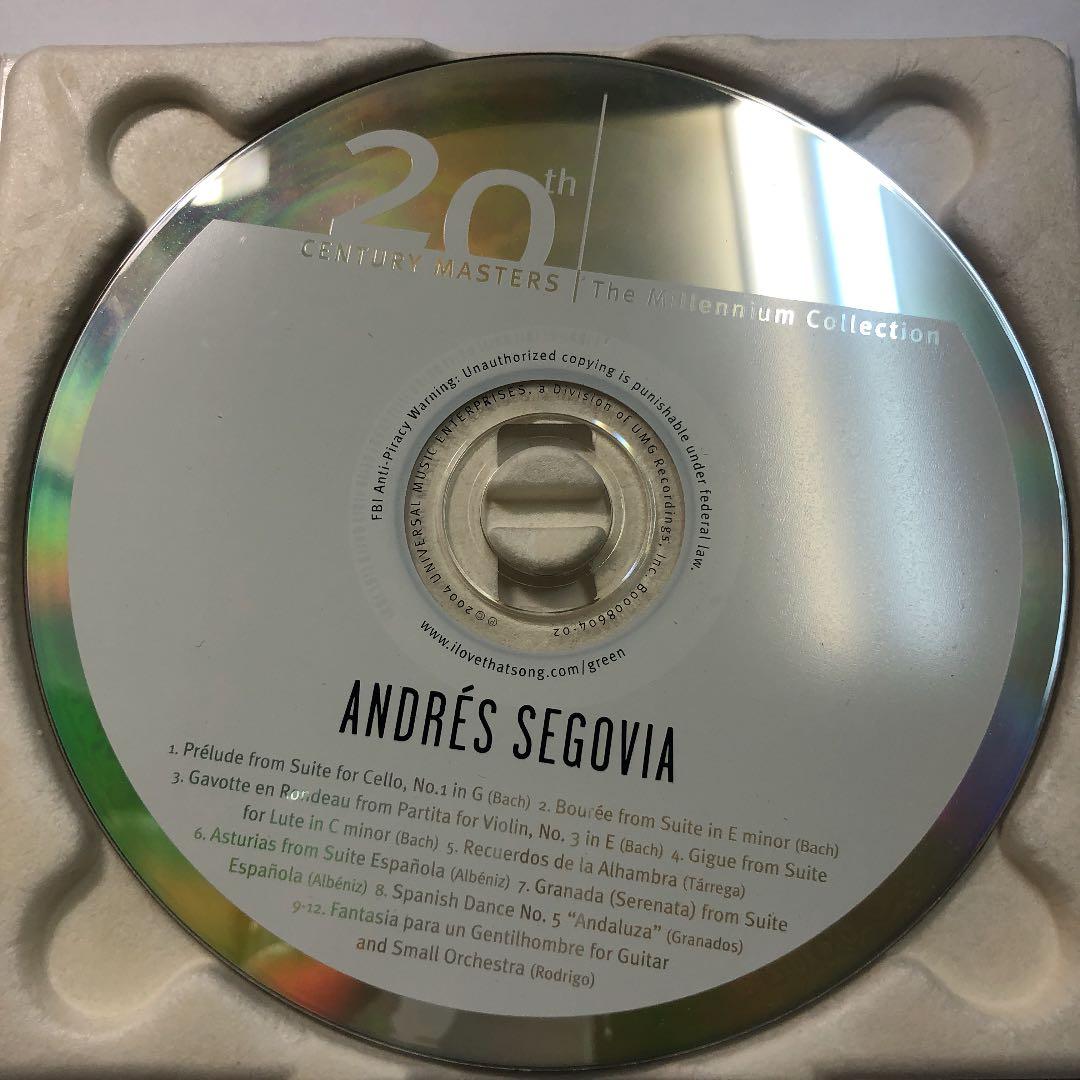 20th
CENTURY MASTERS | The Millennium Collection
FBI Anti-Piracy Warning: Unauthorized copying is punishable under federal law.
℗©2004 UNIVERSAL MUSIC ENTERPRISES, a Division of UMG Recordings, Inc. B0008604-02
www.ilovethatsong.com/green
ANDRÉS SEGOVIA
1. Prélude from Suite for Cello, No.1 in G (Bach) 2. Bourée from Suite in E minor (Bach)
3. Gavotte en Rondeau from Partita for Violin, No. 3 in E (Bach) 4. Gigue from Suite
for Lute in C minor (Bach) 5. Recuerdos de la Alhambra (Tárrega)
6. Asturias from Suite Española (Albéniz) 7. Granada (Serenata) from Suite
Española (Albéniz) 8. Spanish Dance No. 5 "Andaluza" (Granados)
9-12. Fantasia para un Gentilhombre for Guitar
and Small Orchestra (Rodrigo)